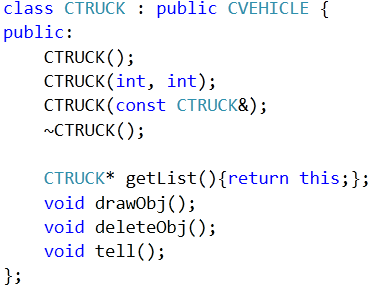 class CTRUCK : public CVEHICLE {
public:
    CTRUCK();
    CTRUCK(int, int);
    CTRUCK(const CTRUCK&);
    ~CTRUCK();

    CTRUCK* getList(){return this;};
    void drawObj();
    void deleteObj();
    void tell();
};